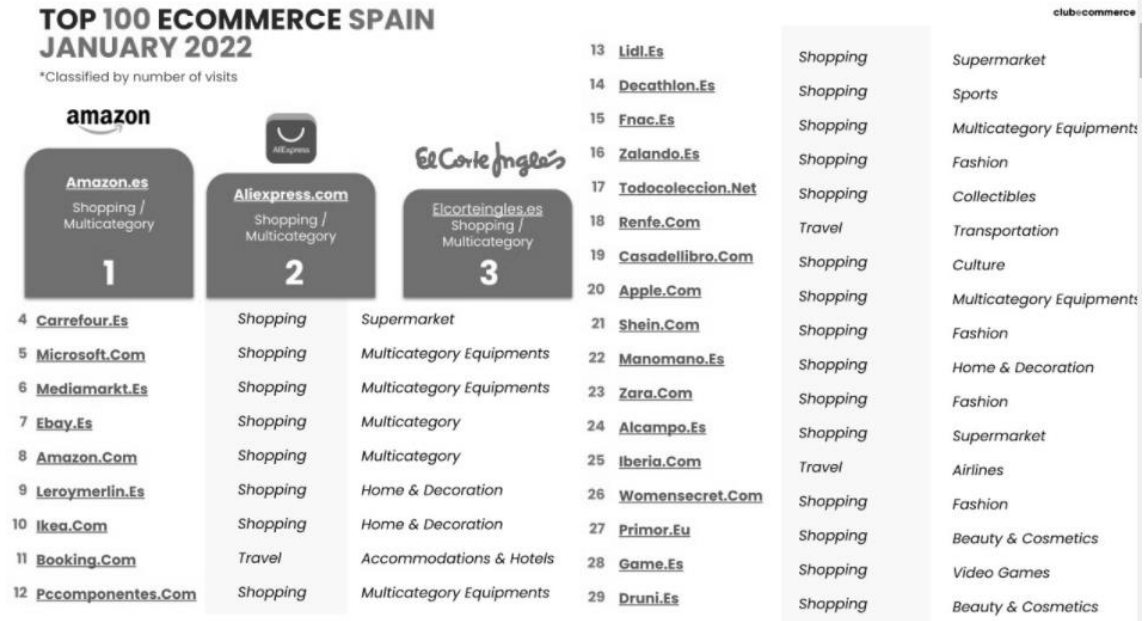 TOP 100 ECOMMERCE SPAIN
JANUARY 2022
*Classified by number of visits
clubecommerce
amazon
Amazon.es
Shopping /
Multicategory
1
AliExpress
Aliexpress.com
Shopping /
Multicategory
2
El Corte Inglés
Elcorteingles.es
Shopping /
Multicategory
3
4 Carrefour.Es Shopping Supermarket
5 Microsoft.Com Shopping Multicategory Equipments
6 Mediamarkt.Es Shopping Multicategory Equipments
7 Ebay.Es Shopping Multicategory
8 Amazon.Com Shopping Multicategory
9 Leroymerlin.Es Shopping Home & Decoration
10 Ikea.Com Shopping Home & Decoration
11 Booking.Com Travel Accommodations & Hotels
12 Pccomponentes.Com Shopping Multicategory Equipments
13 Lidl.Es Shopping Supermarket
14 Decathlon.Es Shopping Sports
15 Fnac.Es Shopping Multicategory Equipments
16 Zalando.Es Shopping Fashion
17 Todocoleccion.Net Shopping Collectibles
18 Renfe.Com Travel Transportation
19 Casadellibro.Com Shopping Culture
20 Apple.Com Shopping Multicategory Equipments
21 Shein.Com Shopping Fashion
22 Manomano.Es Shopping Home & Decoration
23 Zara.Com Shopping Fashion
24 Alcampo.Es Shopping Supermarket
25 Iberia.Com Travel Airlines
26 Womensecret.Com Shopping Fashion
27 Primor.Eu Shopping Beauty & Cosmetics
28 Game.Es Shopping Video Games
29 Druni.Es Shopping Beauty & Cosmetics